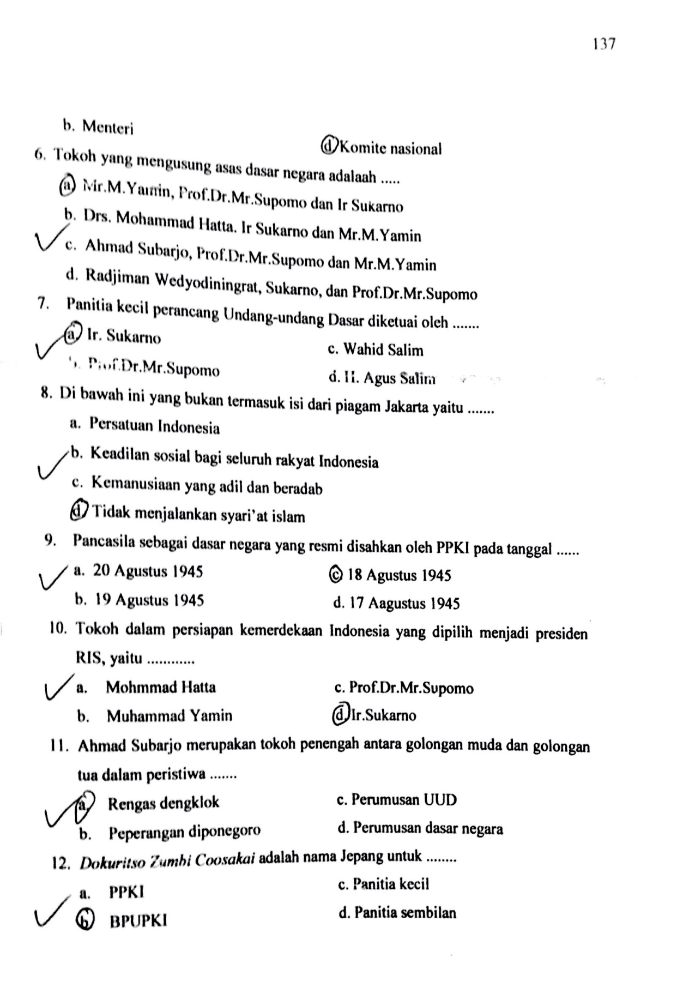 137
b. Menteri
d. Komite nasional
6. Tokoh yang mengusung asas dasar negara adalaah .....
a. Mr.M.Yamin, Prof.Dr.Mr.Supomo dan Ir Sukarno
b. Drs. Mohammad Hatta. Ir Sukarno dan Mr.M.Yamin
c. Ahmad Subarjo, Prof.Dr.Mr.Supomo dan Mr.M.Yamin
d. Radjiman Wedyodiningrat, Sukarno, dan Prof.Dr.Mr.Supomo
7. Panitia kecil perancang Undang-undang Dasar diketuai oleh .......
a. Ir. Sukarno
c. Wahid Salim
b. Prof.Dr.Mr.Supomo
d. H. Agus Salim
8. Di bawah ini yang bukan termasuk isi dari piagam Jakarta yaitu .......
a. Persatuan Indonesia
b. Keadilan sosial bagi seluruh rakyat Indonesia
c. Kemanusiaan yang adil dan beradab
d. Tidak menjalankan syari'at islam
9. Pancasila sebagai dasar negara yang resmi disahkan oleh PPKI pada tanggal ......
a. 20 Agustus 1945
c. 18 Agustus 1945
b. 19 Agustus 1945
d. 17 Aagustus 1945
10. Tokoh dalam persiapan kemerdekaan Indonesia yang dipilih menjadi presiden
RIS, yaitu ............
a. Mohmmad Hatta
c. Prof.Dr.Mr.Supomo
b. Muhammad Yamin
d. Ir.Sukarno
11. Ahmad Subarjo merupakan tokoh penengah antara golongan muda dan golongan
tua dalam peristiwa .......
a. Rengas dengklok
c. Perumusan UUD
b. Peperangan diponegoro
d. Perumusan dasar negara
12. Dokuritso Zumbi Coosakai adalah nama Jepang untuk ........
a. PPKI
c. Panitia kecil
b. BPUPKI
d. Panitia sembilan